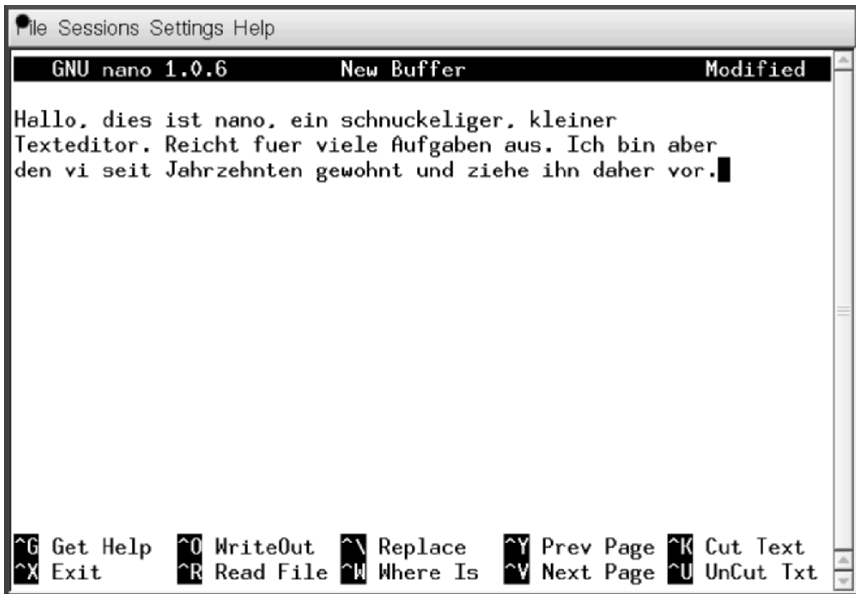 File Sessions Settings Help
GNU nano 1.0.6 New Buffer Modified
Hallo, dies ist nano, ein schnuckeliger, kleiner
Texteditor. Reicht fuer viele Aufgaben aus. Ich bin aber
den vi seit Jahrzehnten gewohnt und ziehe ihn daher vor.
^G Get Help ^O WriteOut ^\ Replace ^Y Prev Page ^K Cut Text
^X Exit ^R Read File ^W Where Is ^V Next Page ^U UnCut Txt